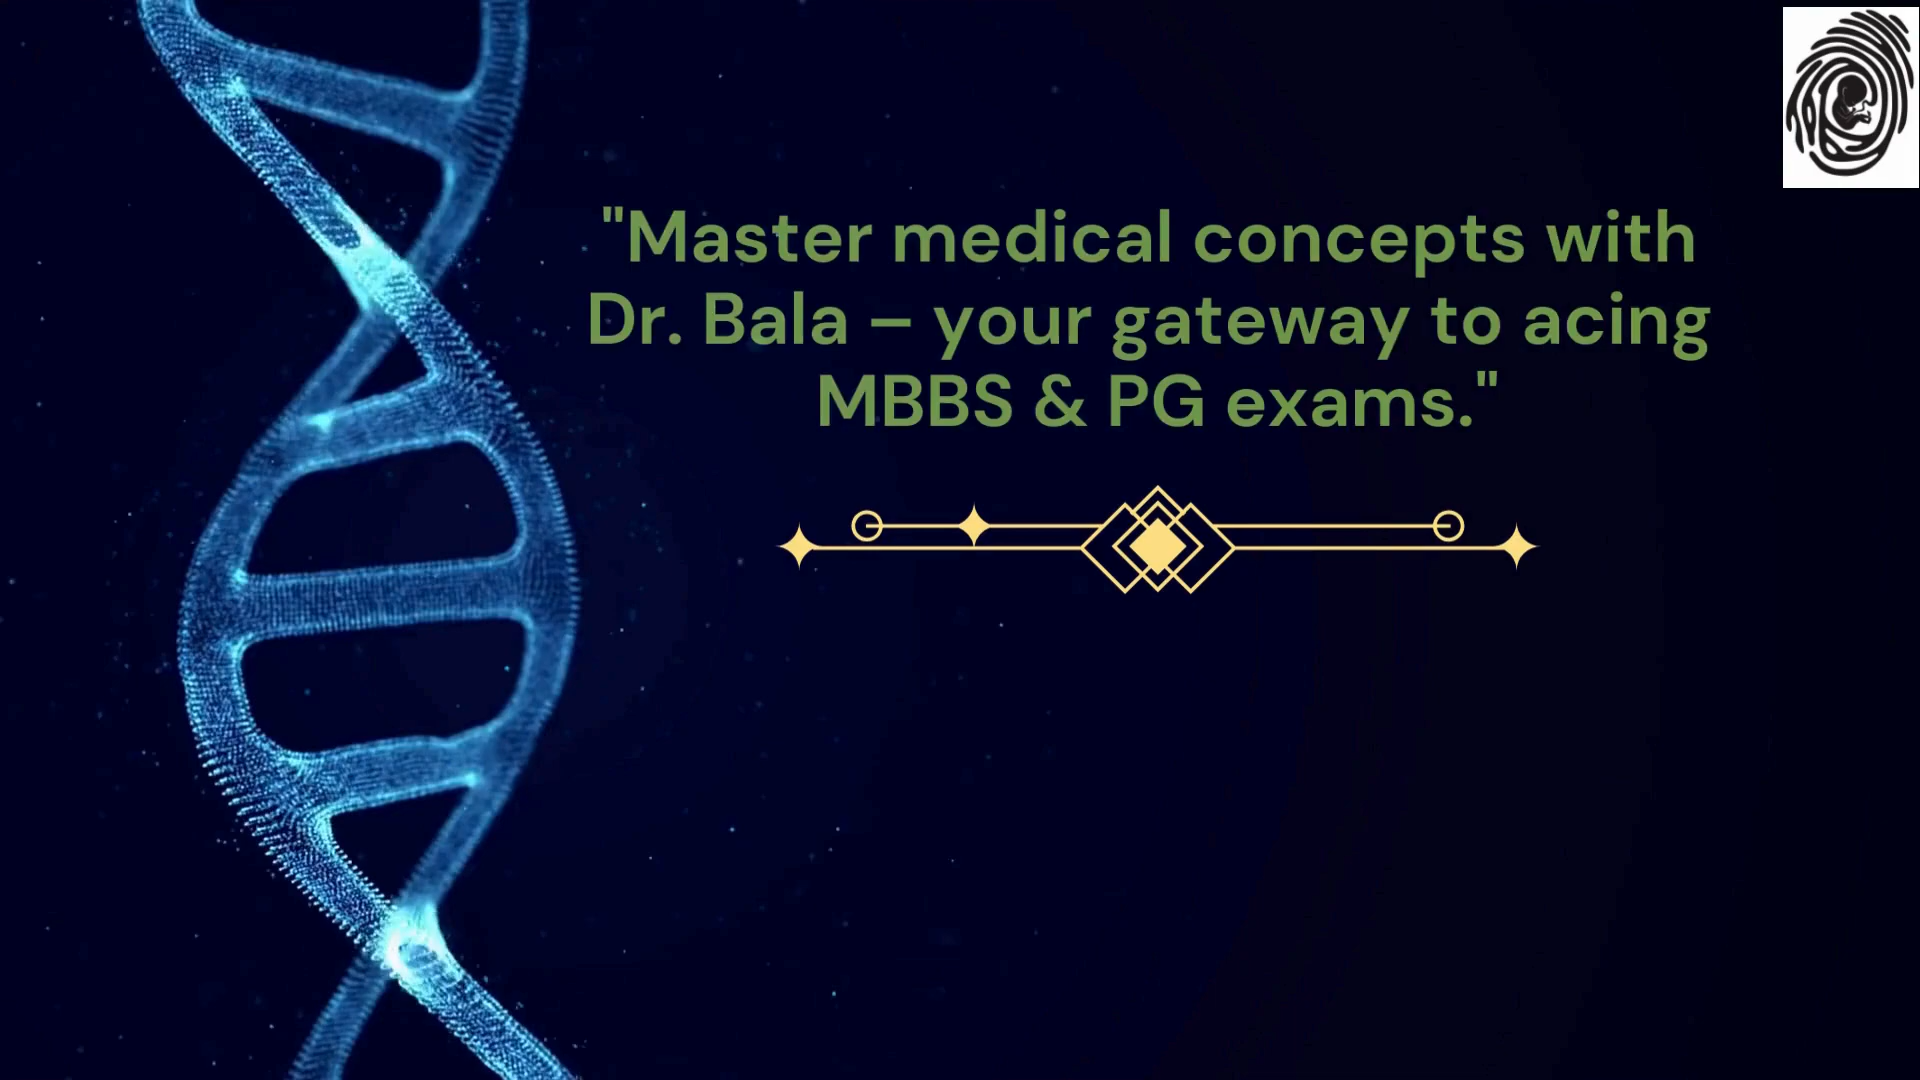 "Master medical concepts with
Dr. Bala – your gateway to acing
MBBS & PG exams."